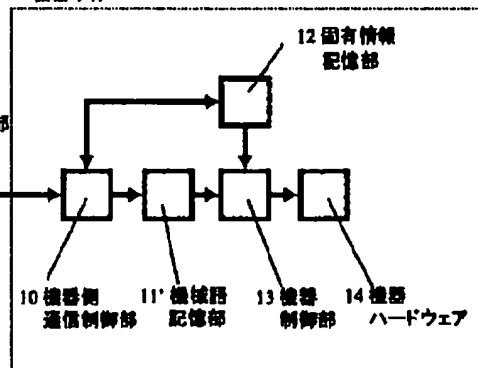 12 固有情報
記憶部
部
10 機器側
通信制御部
11' 機械語
記憶部
13 機器
制御部
14 機器
ハードウェア